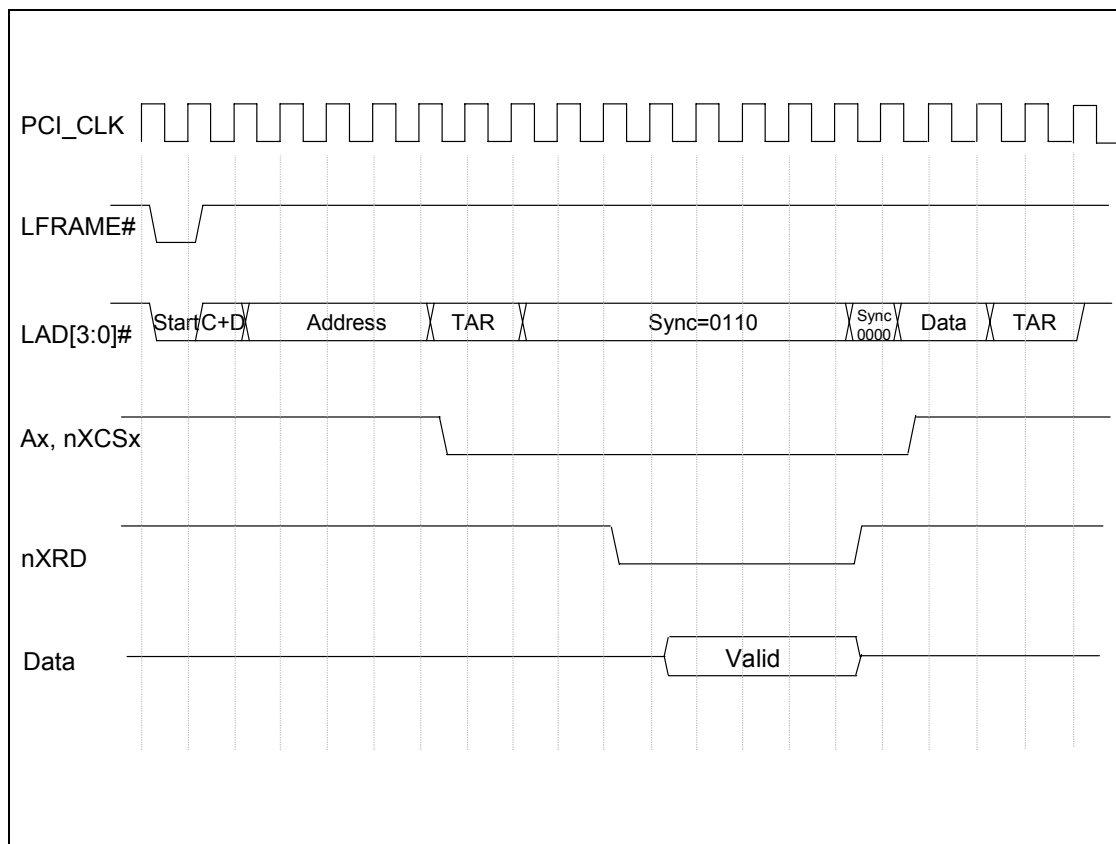 PCI_CLK
LFRAME#
LAD[3:0]#
Start
C+D
Address
TAR
Sync=0110
Sync
0000
Data
TAR
Ax, nXCSx
nXRD
Data
Valid